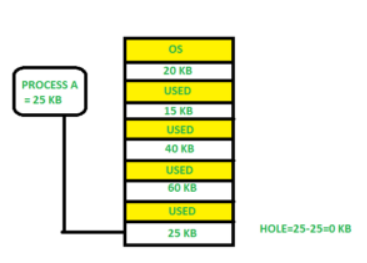 OS
20 KB
PROCESS A
= 25 KB
USED
15 KB
USED
40 KB
USED
60 KB
USED
25 KB
HOLE=25-25=0 KB